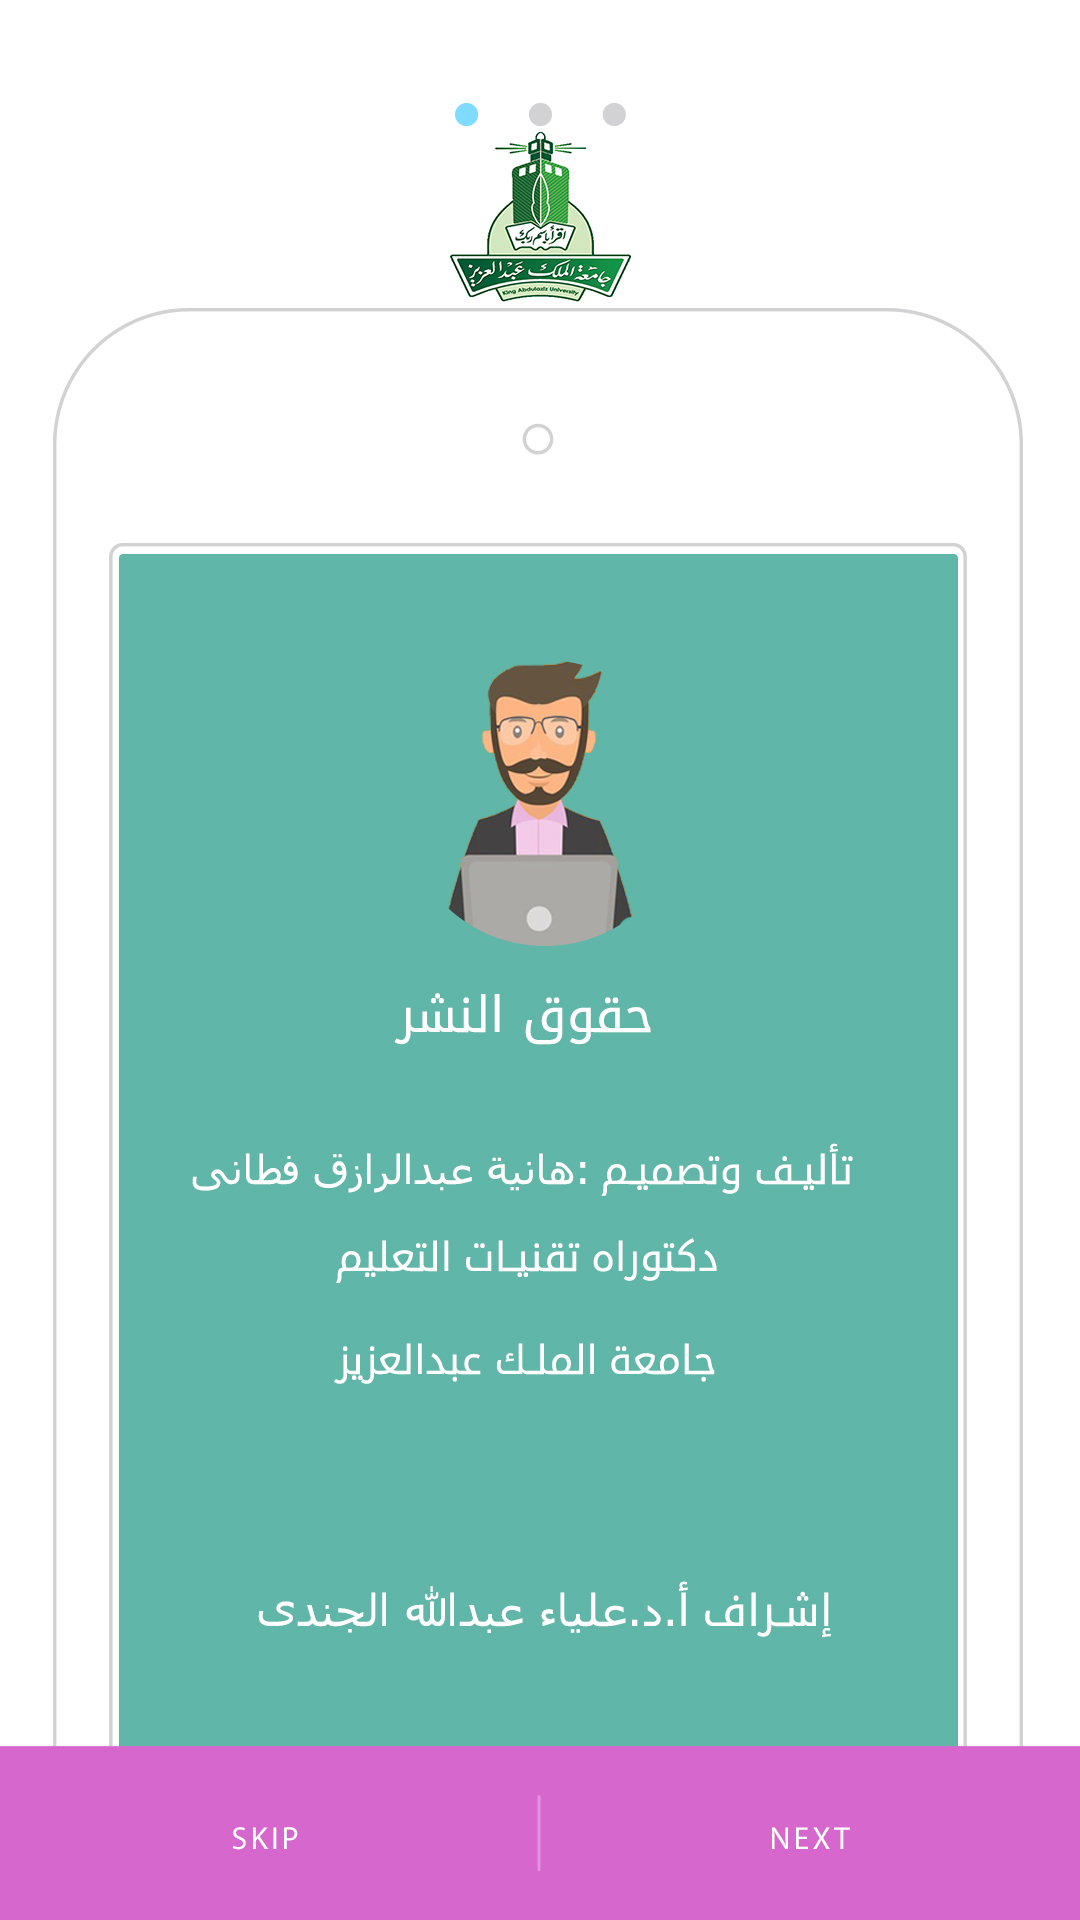 اقرأ باسم ربك
جامعة الملك عبدالعزيز
King Abdulaziz University
حقوق النشر
تأليف وتصميم :هانية عبدالرازق فطانى
دكتوراه تقنيات التعليم
جامعة الملك عبدالعزيز
إشراف أ.د.علياء عبدالله الجندى
SKIP
NEXT